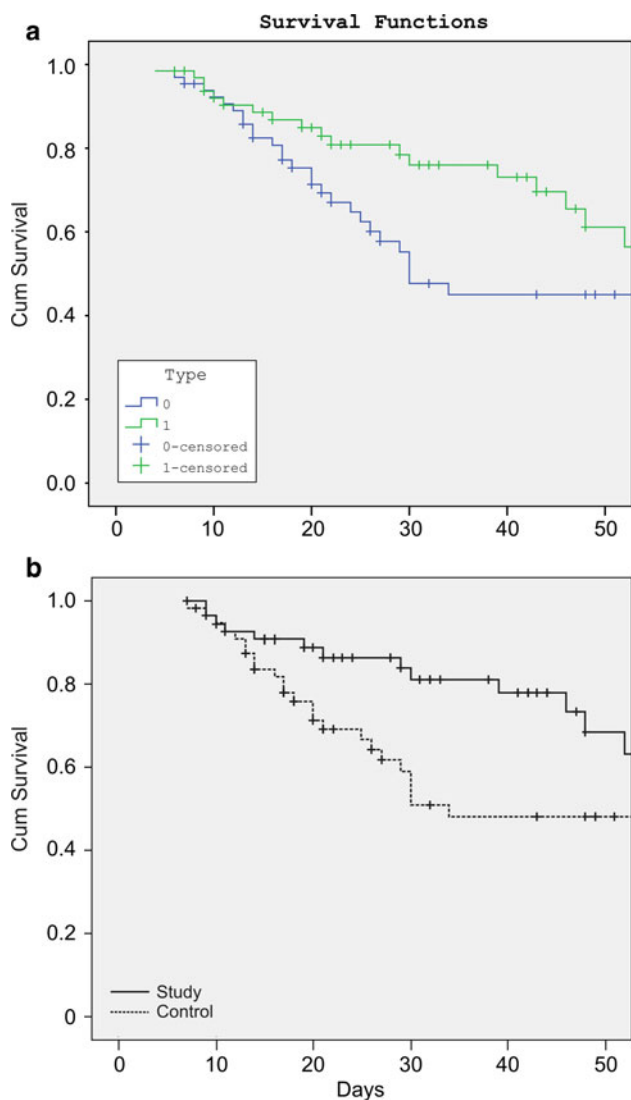 a
Survival Functions
1.0
0.8
0.6
0.4
0.2
0.0
Cum Survival
Type
0
1
0-censored
1-censored
0 10 20 30 40 50
b
1.0
0.8
0.6
0.4
0.2
0
Cum Survival
Study
Control
0 10 20 30 40 50
Days